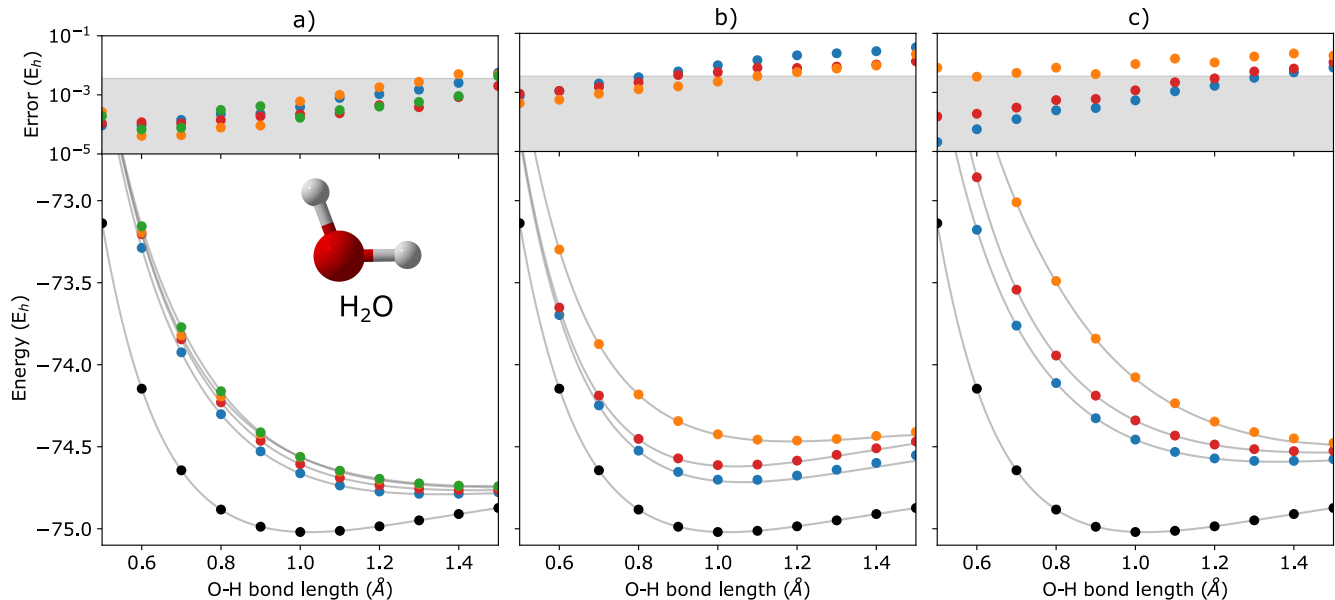 a)
b)
c)
Error (E_h)
10⁻¹
10⁻³
10⁻⁵
Energy (E_h)
−73.0
−73.5
−74.0
−74.5
−75.0
H₂O
0.6 0.8 1.0 1.2 1.4
0.6 0.8 1.0 1.2 1.4
0.6 0.8 1.0 1.2 1.4
O-H bond length (Å)
O-H bond length (Å)
O-H bond length (Å)